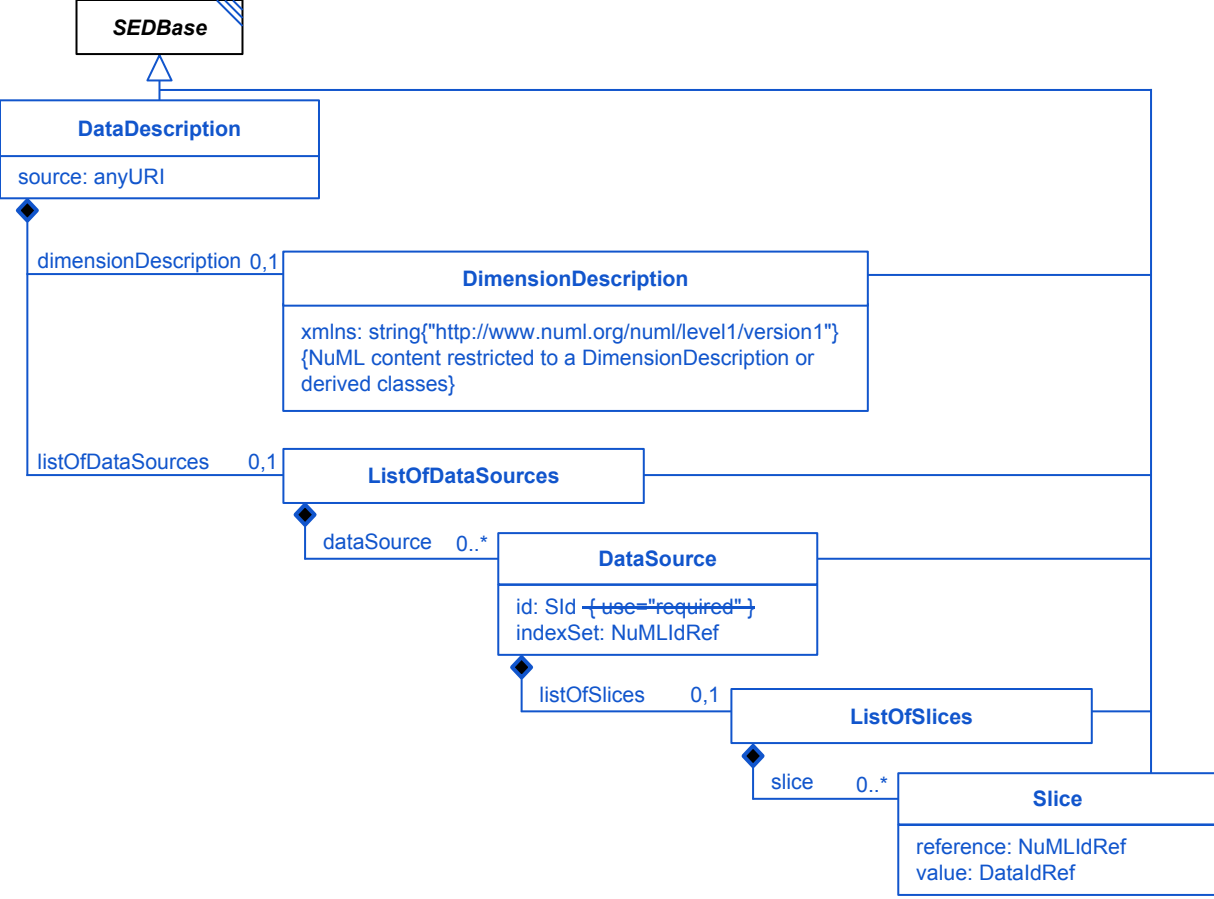 SEDBase
DataDescription
source: anyURI
dimensionDescription 0,1
DimensionDescription
xmlns: string{"http://www.numl.org/numl/level1/version1"}
{NuML content restricted to a DimensionDescription or
derived classes}
listOfDataSources 0,1
ListOfDataSources
dataSource 0..*
DataSource
id: SId { use="required" }
indexSet: NuMLIdRef
listOfSlices 0,1
ListOfSlices
slice 0..*
Slice
reference: NuMLIdRef
value: DataIdRef